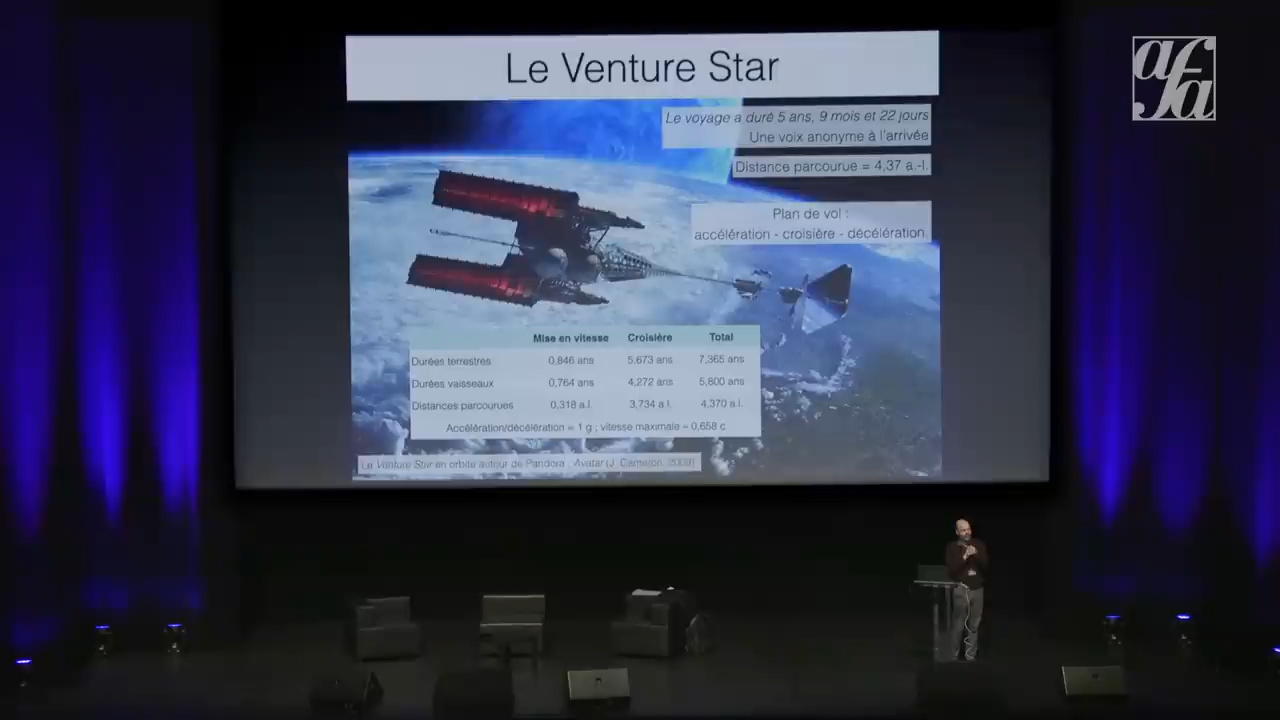 Le Venture Star
afa
Le voyage a duré 5 ans, 9 mois et 22 jours
Une voix anonyme à l'arrivée
Distance parcourue = 4,37 a.-l.
Plan de vol :
accélération - croisière - décélération
Mise en vitesse Croisière Total
Durées terrestres 0,846 ans 5,673 ans 7,365 ans
Durées vaisseaux 0,764 ans 4,272 ans 5,800 ans
Distances parcourues 0,318 a.l. 3,734 a.l. 4,370 a.l.
Accélération/décélération = 1 g ; vitesse maximale = 0,658 c
Le Venture Star en orbite autour de Pandora ; Avatar (J. Cameron, 2009)